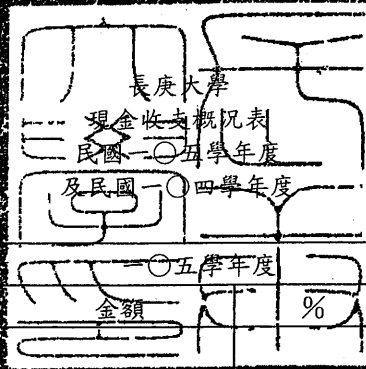 長庚大學
現金收支概況表
民國一〇五學年度
及民國一〇四學年度
一〇五學年度
金額 %